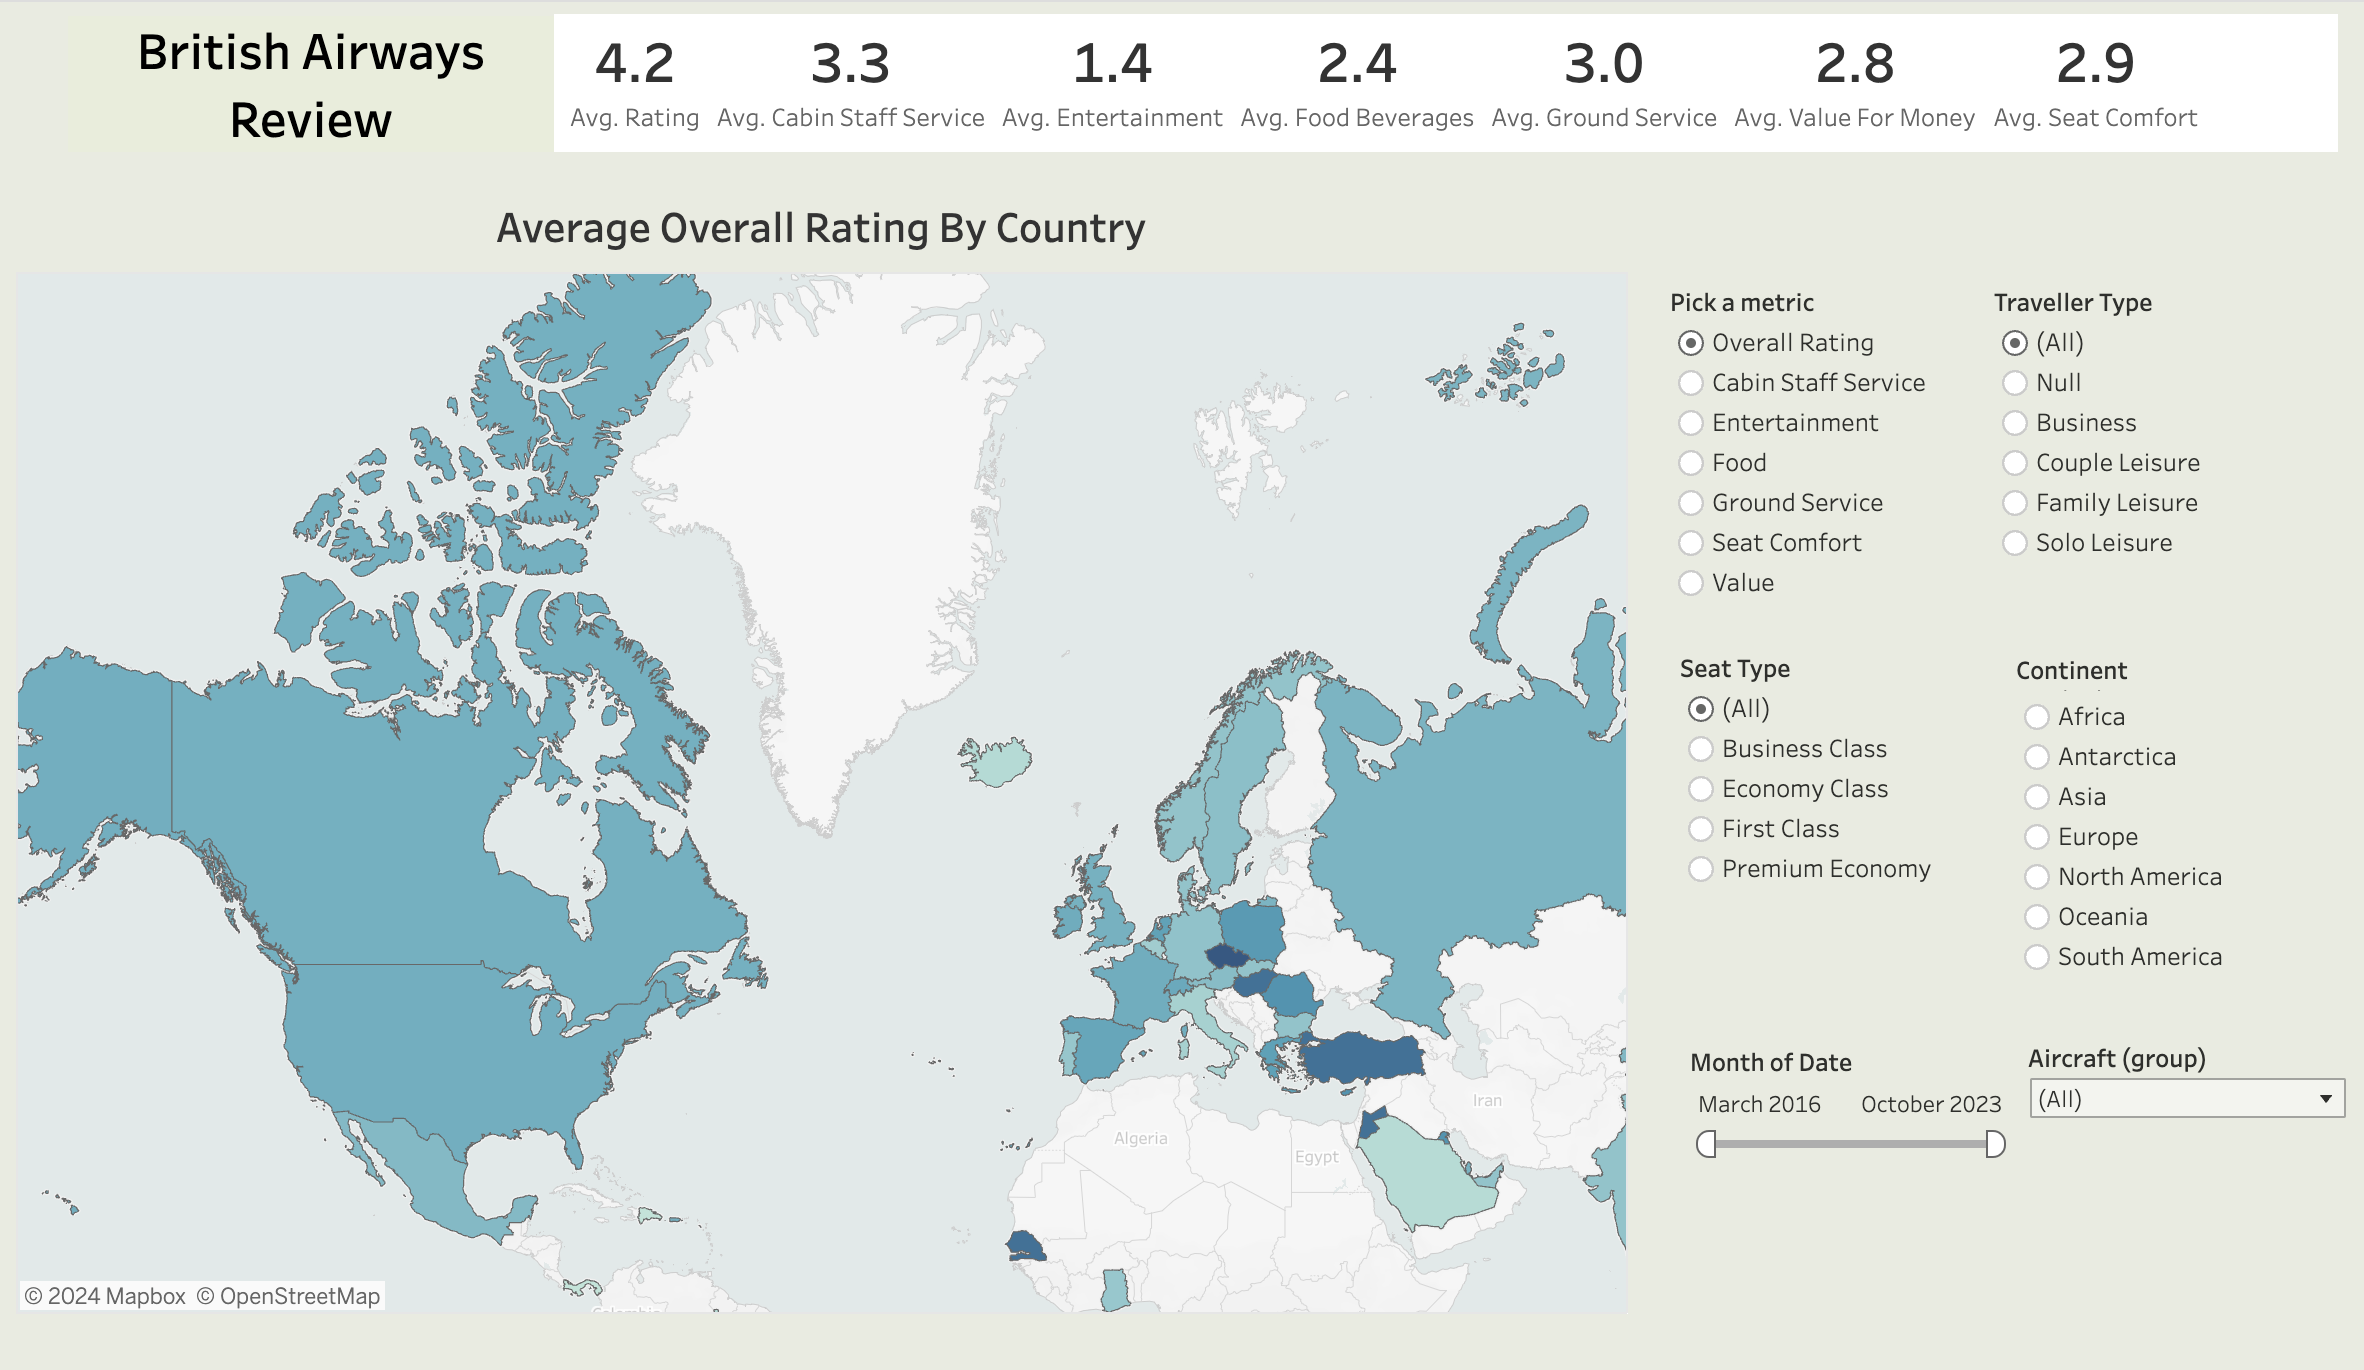 British Airways
Review
4.2
Avg. Rating
3.3
Avg. Cabin Staff Service
1.4
Avg. Entertainment
2.4
Avg. Food Beverages
3.0
Avg. Ground Service
2.8
Avg. Value For Money
2.9
Avg. Seat Comfort
Average Overall Rating By Country
Algeria
Egypt
Iran
© 2024 Mapbox © OpenStreetMap
Pick a metric
Overall Rating
Cabin Staff Service
Entertainment
Food
Ground Service
Seat Comfort
Value
Traveller Type
(All)
Null
Business
Couple Leisure
Family Leisure
Solo Leisure
Seat Type
(All)
Business Class
Economy Class
First Class
Premium Economy
Continent
Africa
Antarctica
Asia
Europe
North America
Oceania
South America
Month of Date
March 2016 October 2023
Aircraft (group)
(All)